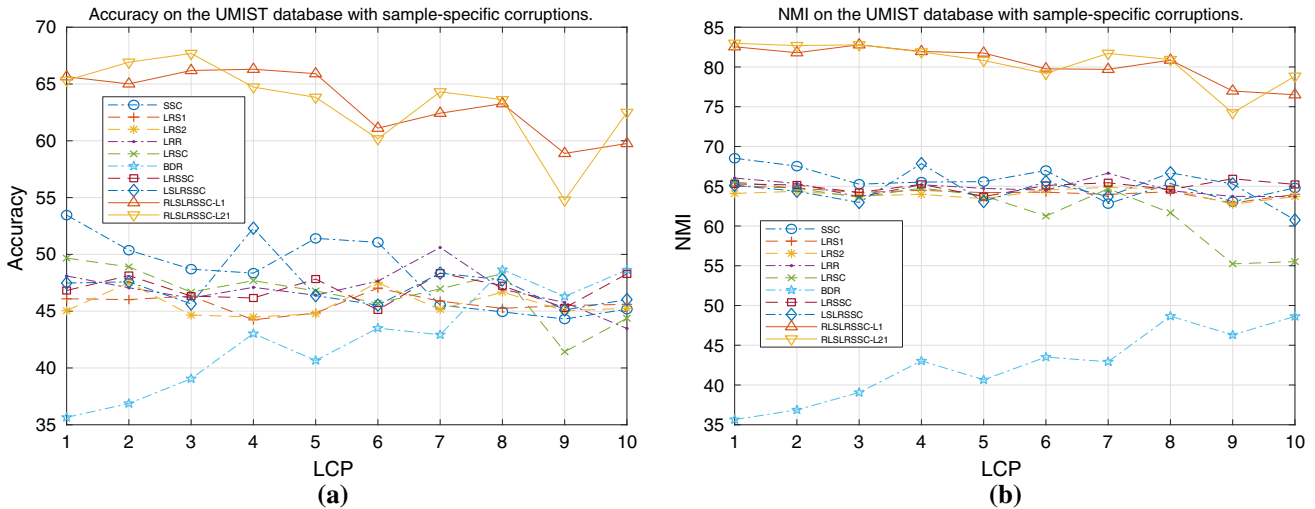 Accuracy on the UMIST database with sample-specific corruptions.
70
65
60
55
50
45
40
35
Accuracy
SSC
LRS1
LRS2
LRR
LRSC
BDR
LRSSC
LSLRSSC
RLSLRSSC-L1
RLSLRSSC-L21
1 2 3 4 5 6 7 8 9 10
LCP
(a)
NMI on the UMIST database with sample-specific corruptions.
85
80
75
70
65
60
55
50
45
40
35
NMI
SSC
LRS1
LRS2
LRR
LRSC
BDR
LRSSC
LSLRSSC
RLSLRSSC-L1
RLSLRSSC-L21
1 2 3 4 5 6 7 8 9 10
LCP
(b)